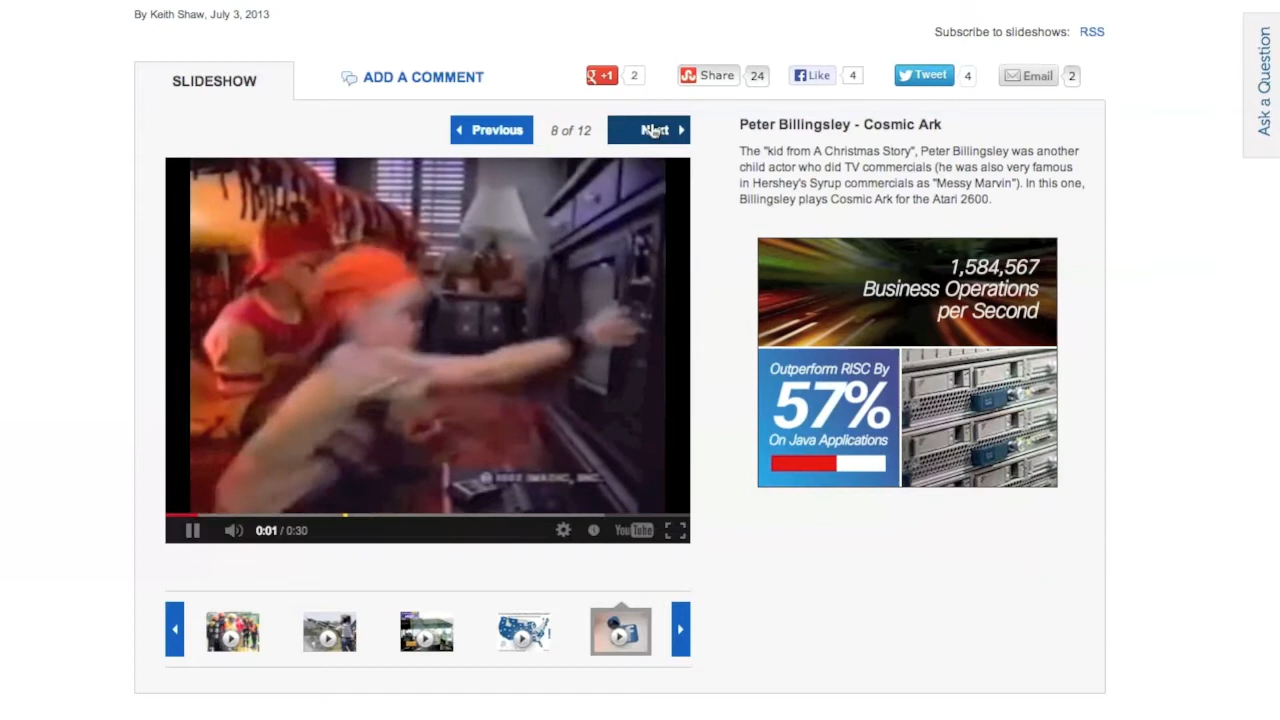 By Keith Shaw, July 3, 2013
Subscribe to slideshows: RSS
Ask a Question
SLIDESHOW
ADD A COMMENT
+1 2
Share 24
Like 4
Tweet 4
Email 2
Previous
8 of 12
Next
Peter Billingsley - Cosmic Ark
The "kid from A Christmas Story", Peter Billingsley was another
child actor who did TV commercials (he was also very famous
in Hershey's Syrup commercials as "Messy Marvin"). In this one,
Billingsley plays Cosmic Ark for the Atari 2600.
1,584,567
Business Operations
per Second
Outperform RISC By
57%
On Java Applications
© 1982 IMAGIC, INC.
0:01 / 0:30
YouTube